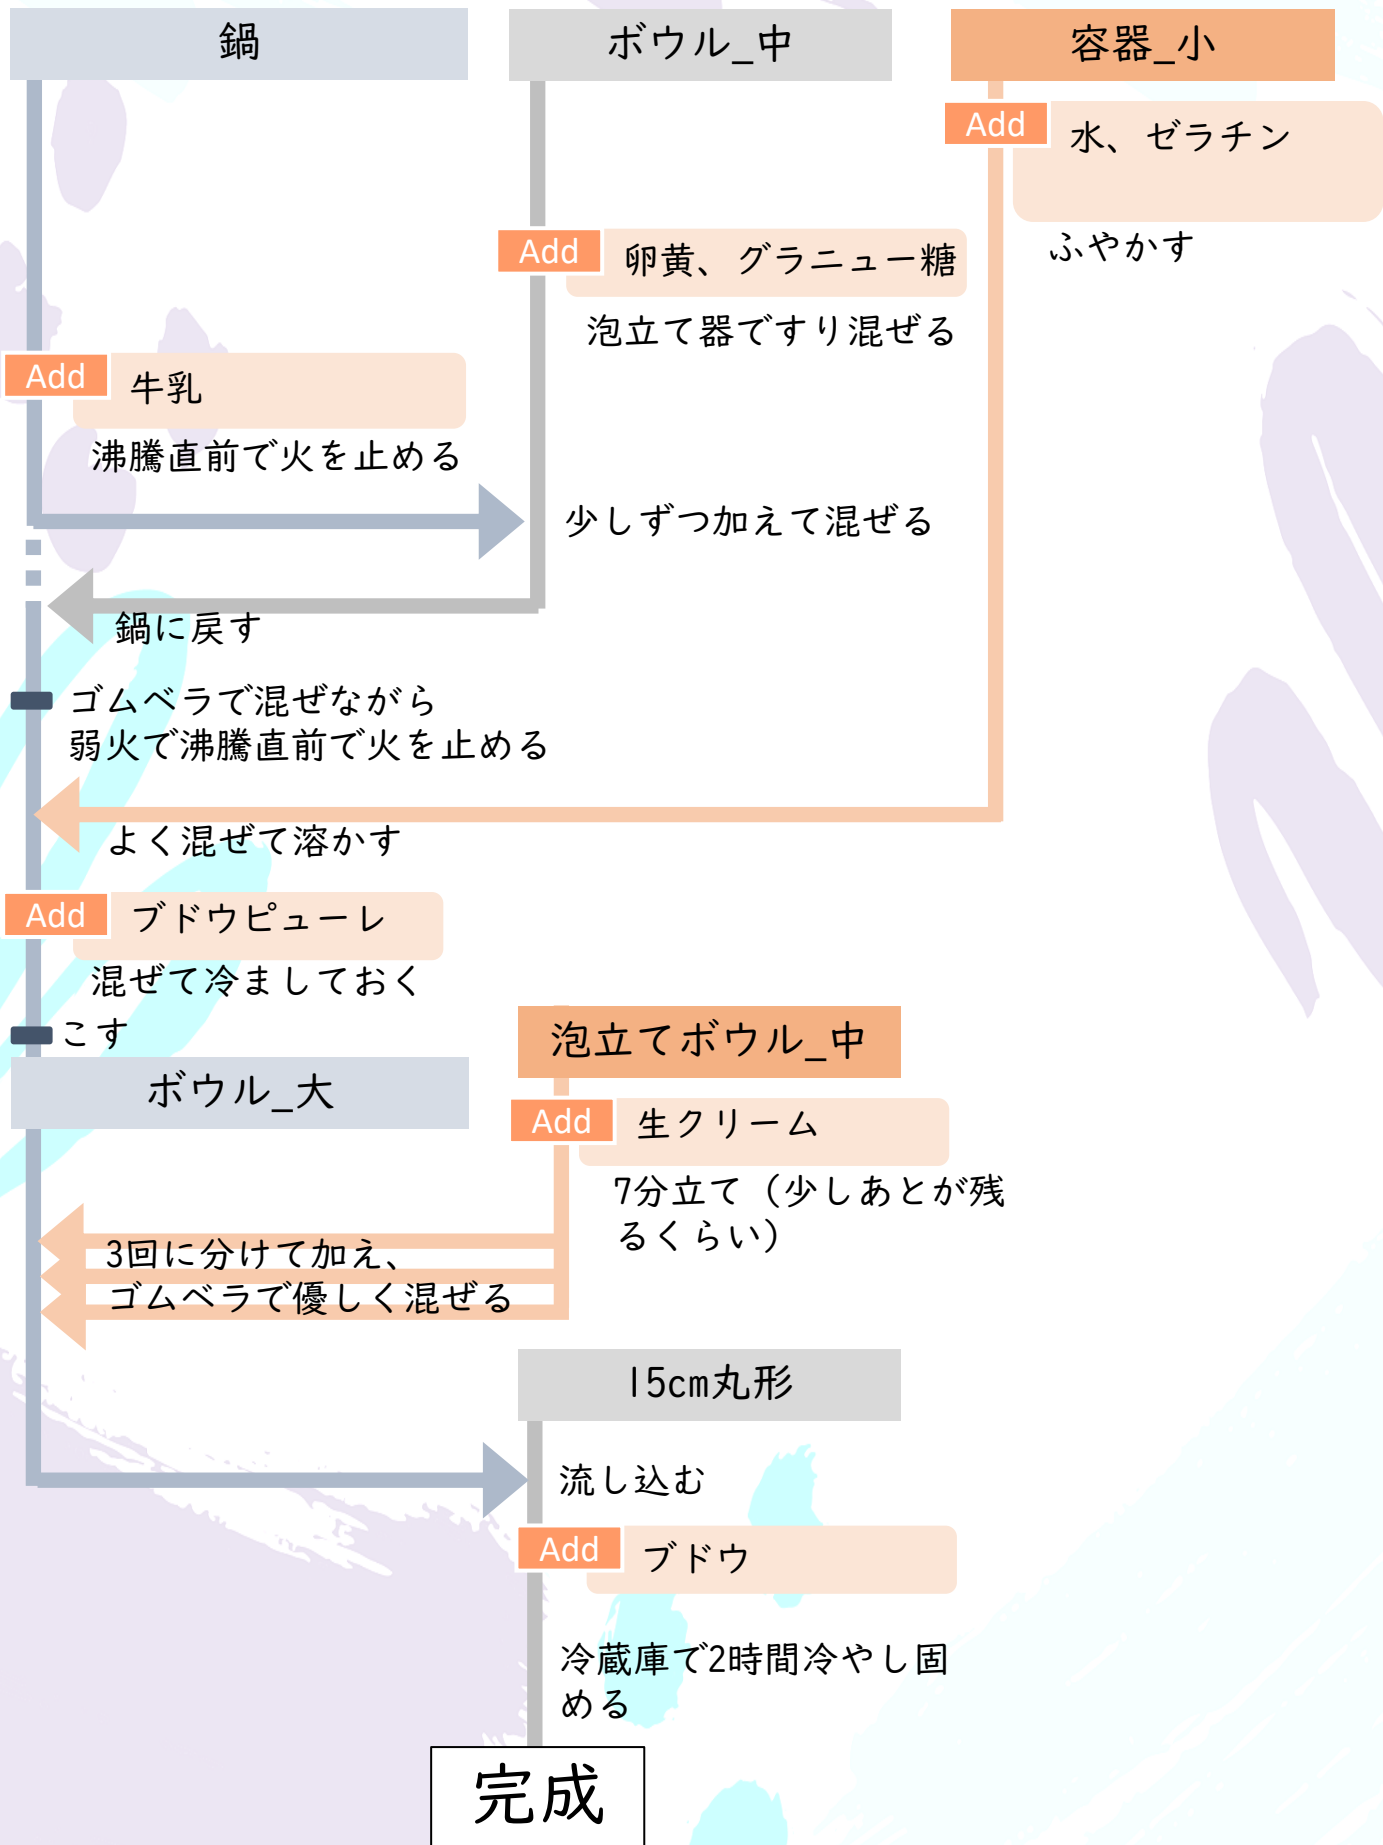 鍋
ボウル_中
容器_小
Add
水、ゼラチン
ふやかす
Add
卵黄、グラニュー糖
泡立て器ですり混ぜる
Add
牛乳
沸騰直前で火を止める
少しずつ加えて混ぜる
鍋に戻す
ゴムベラで混ぜながら
弱火で沸騰直前で火を止める
よく混ぜて溶かす
Add
ブドウピューレ
混ぜて冷ましておく
こす
ボウル_大
泡立てボウル_中
Add
生クリーム
7分立て（少しあとが残
るくらい）
3回に分けて加え、
ゴムベラで優しく混ぜる
15cm丸形
流し込む
Add
ブドウ
冷蔵庫で2時間冷やし固
める
完成